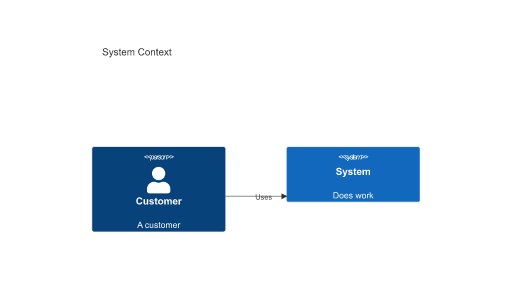 System Context
<<person>>
Customer
A customer
Uses
<<system>>
System
Does work